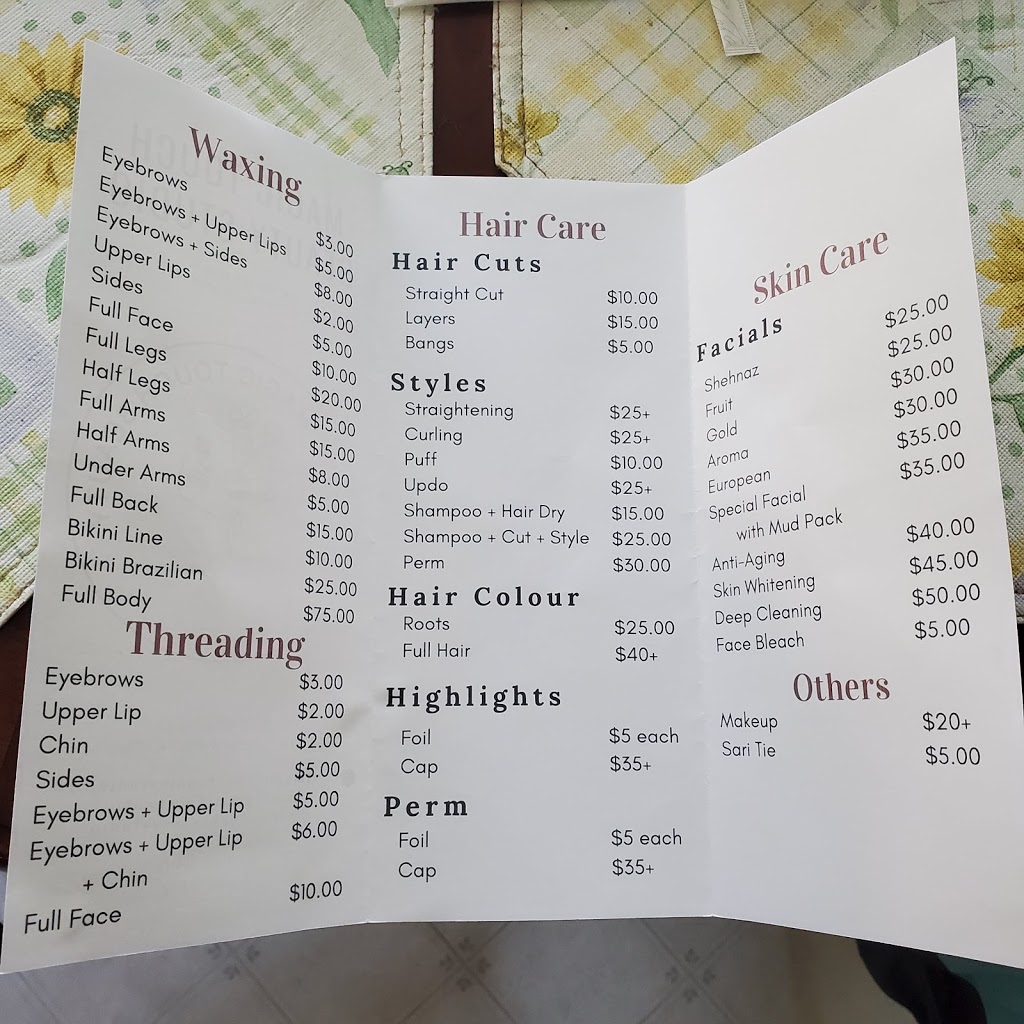 Waxing
Eyebrows $3.00
Eyebrows + Upper Lips $5.00
Eyebrows + Sides $8.00
Upper Lips $2.00
Sides $5.00
Full Face $10.00
Full Legs $20.00
Half Legs $15.00
Full Arms $15.00
Half Arms $8.00
Under Arms $5.00
Full Back $15.00
Bikini Line $10.00
Bikini Brazilian $25.00
Full Body $75.00
Threading
Eyebrows $3.00
Upper Lip $2.00
Chin $2.00
Sides $5.00
Eyebrows + Upper Lip $5.00
Eyebrows + Upper Lip $6.00
+ Chin
Full Face $10.00
Hair Care
Hair Cuts
Straight Cut $10.00
Layers $15.00
Bangs $5.00
Styles
Straightening $25+
Curling $25+
Puff $10.00
Updo $25+
Shampoo + Hair Dry $15.00
Shampoo + Cut + Style $25.00
Perm $30.00
Hair Colour
Roots $25.00
Full Hair $40+
Highlights
Foil $5 each
Cap $35+
Perm
Foil $5 each
Cap $35+
Skin Care
Facials
Shehnaz $25.00
Fruit $25.00
Gold $30.00
Aroma $30.00
European $35.00
Special Facial $35.00
with Mud Pack
Anti-Aging $40.00
Skin Whitening $45.00
Deep Cleaning $50.00
Face Bleach $5.00
Others
Makeup $20+
Sari Tie $5.00